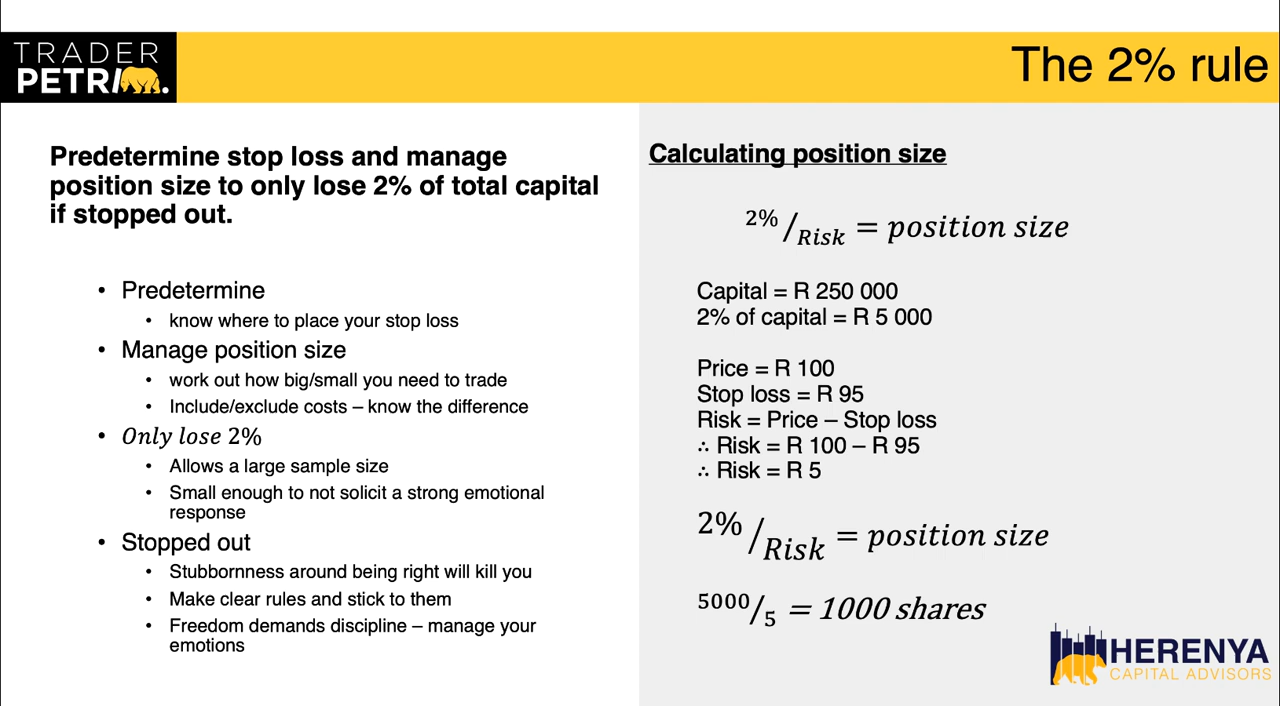 TRADER
PETRI.
The 2% rule
Predetermine stop loss and manage
position size to only lose 2% of total capital
if stopped out.
• Predetermine
• know where to place your stop loss
• Manage position size
• work out how big/small you need to trade
• Include/exclude costs – know the difference
• Only lose 2%
• Allows a large sample size
• Small enough to not solicit a strong emotional
response
• Stopped out
• Stubbornness around being right will kill you
• Make clear rules and stick to them
• Freedom demands discipline – manage your
emotions
Calculating position size
2%/Risk = position size
Capital = R 250 000
2% of capital = R 5 000
Price = R 100
Stop loss = R 95
Risk = Price – Stop loss
∴ Risk = R 100 – R 95
∴ Risk = R 5
2%/Risk = position size
5000/5 = 1000 shares
HERENYA
CAPITAL ADVISORS